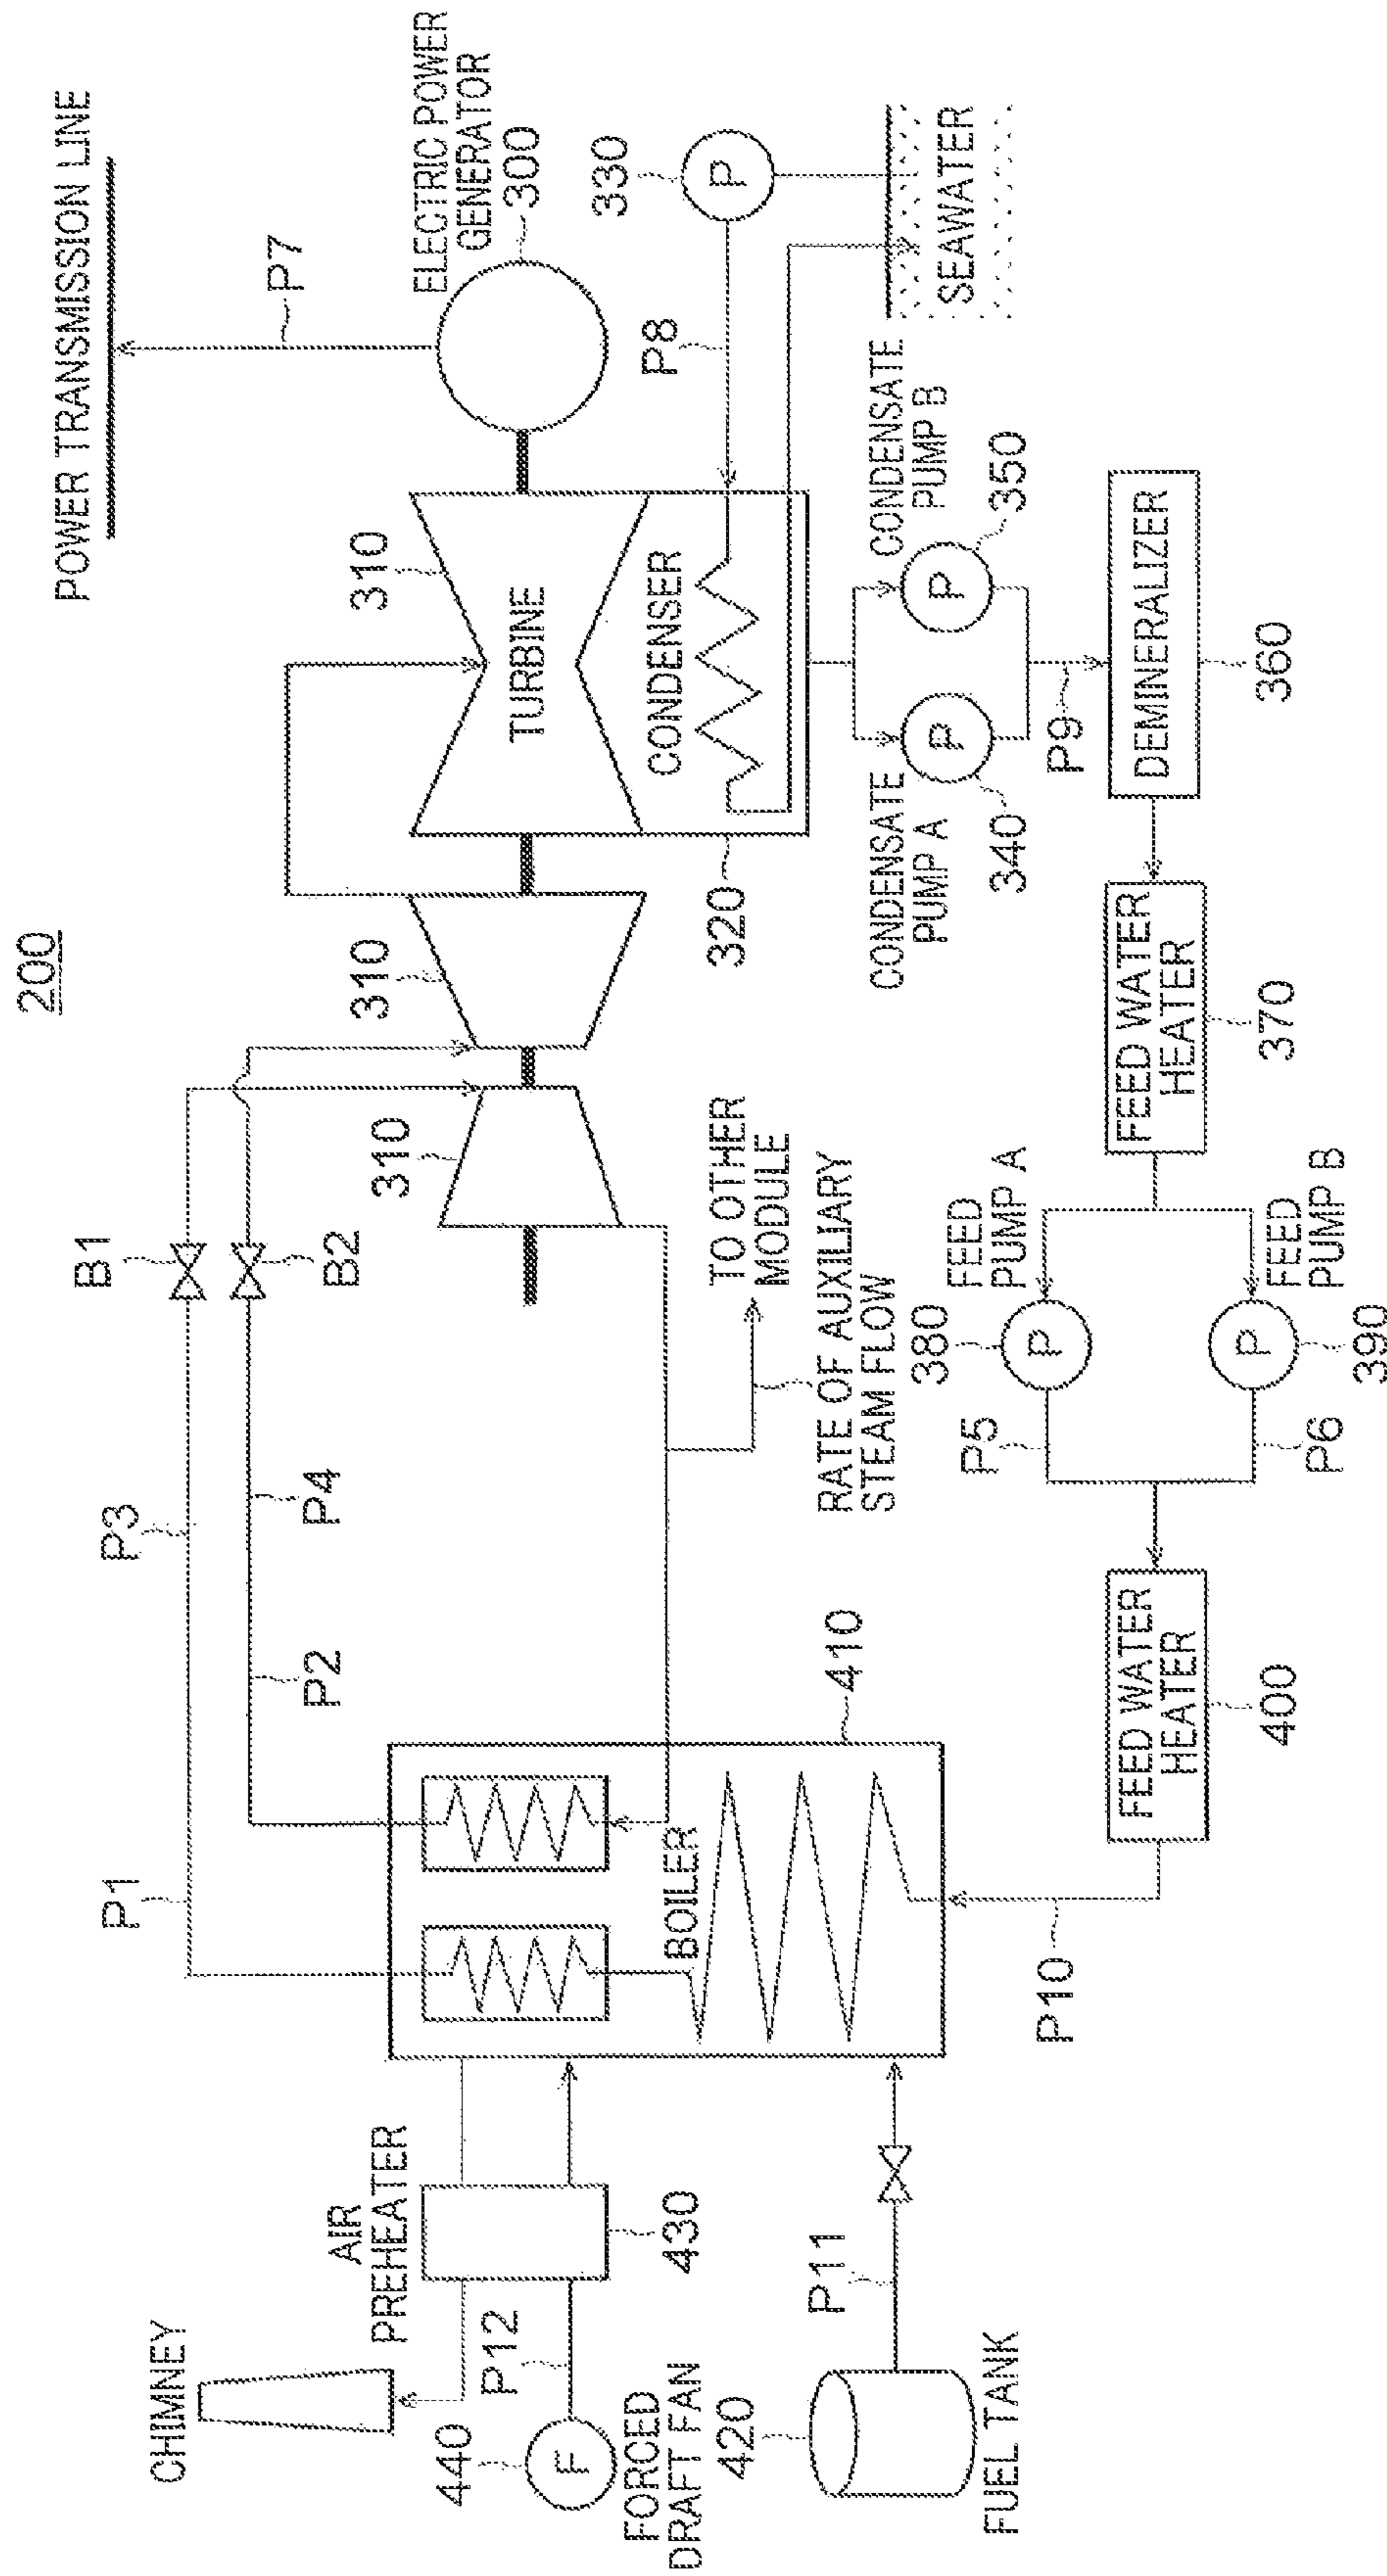 200
POWER TRANSMISSION LINE
P7
ELECTRIC POWER
GENERATOR
300
CHIMNEY
P1
P3
B1
P2
P4
B2
310
310
310
TURBINE
AIR
PREHEATER
430
P12
440
F
FORCED
DRAFT FAN
BOILER
410
TO OTHER
MODULE
RATE OF AUXILIARY
STEAM FLOW
CONDENSER
320
P8
330
P
SEAWATER
420
FUEL TANK
P11
P10
CONDENSATE
PUMP A
340
P
CONDENSATE
PUMP B
350
P
P9
DEMINERALIZER
360
FEED WATER
HEATER
370
FEED
PUMP A
380
P
P5
FEED
PUMP B
390
P
P6
FEED WATER
HEATER
400